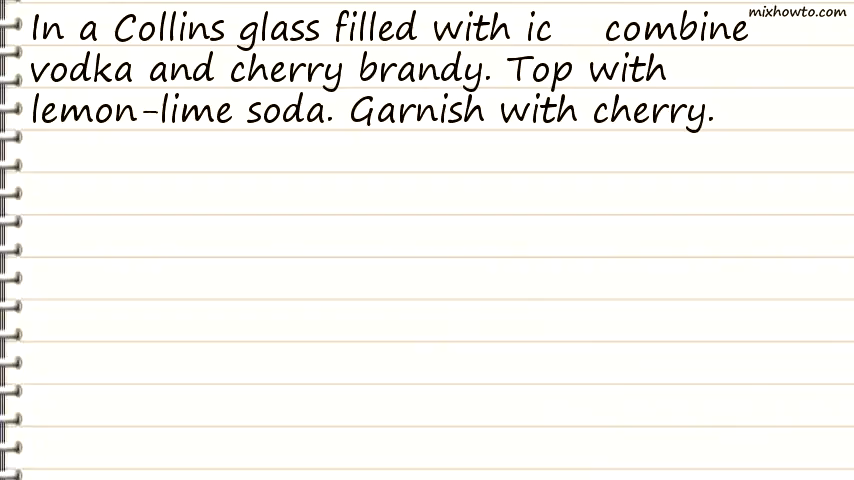 mixhowto.com
In a Collins glass filled with ic combine
vodka and cherry brandy. Top with
lemon-lime soda. Garnish with cherry.